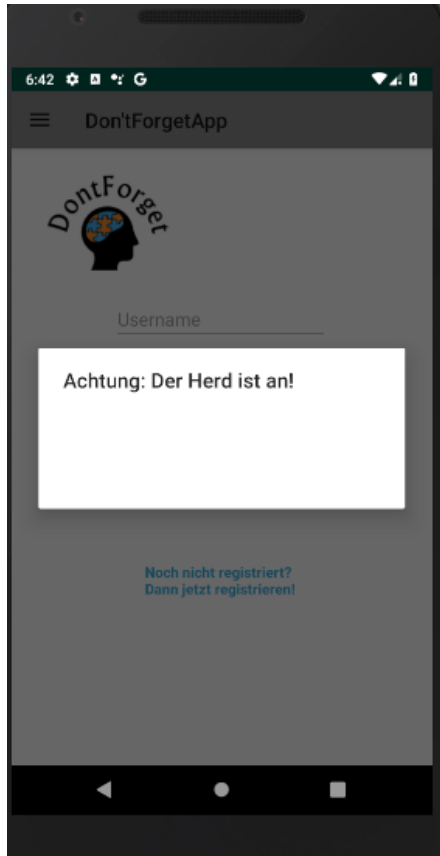 6:42
Don'tForgetApp
DontForget
Username
Achtung: Der Herd ist an!
Noch nicht registriert?
Dann jetzt registrieren!